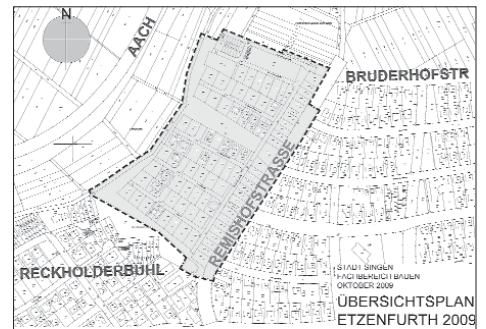 N
AACH
BRUDERHOFSTR
REMISHOFSTRASSE
RECKHOLDERBÜHL
STADT SINGEN
FACHBEREICH BAUEN
OKTOBER 2009
ÜBERSICHTSPLAN
ETZENFURTH 2009